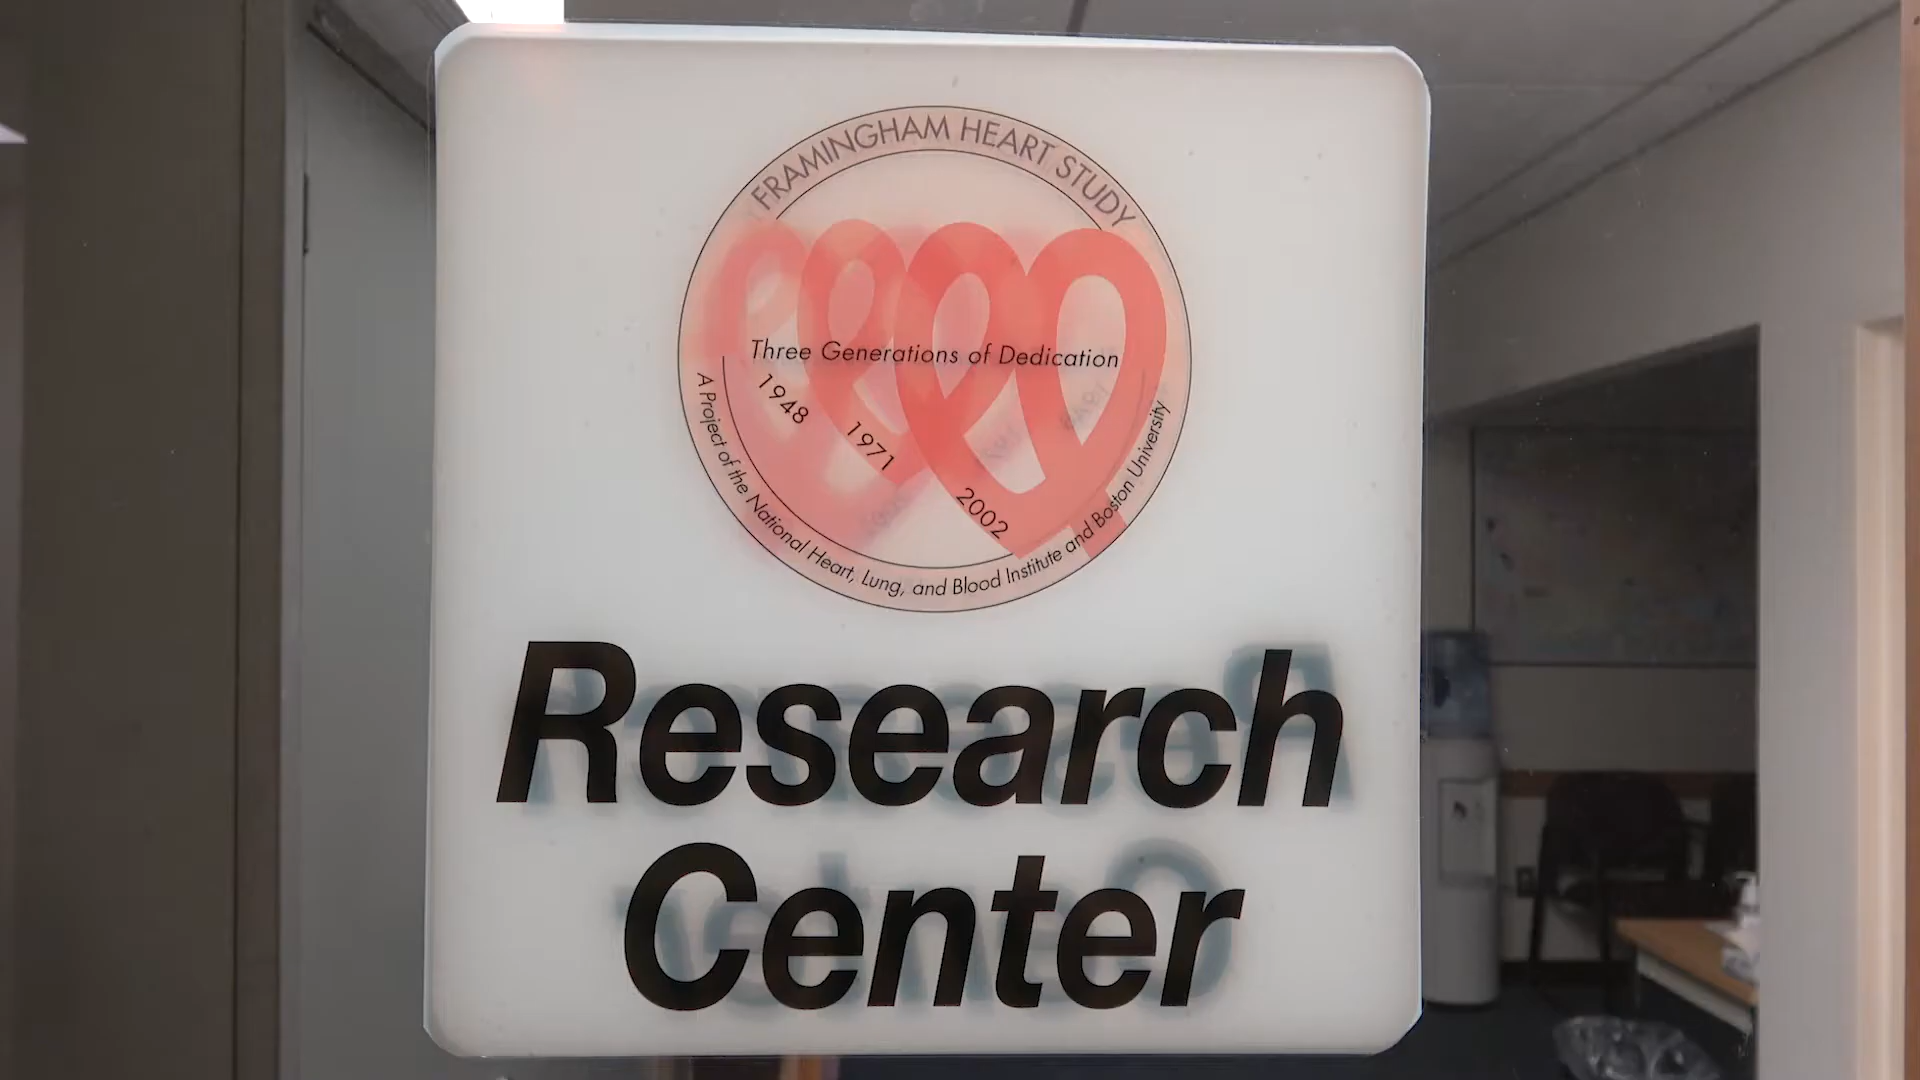 FRAMINGHAM HEART STUDY
Three Generations of Dedication
1948
1971
2002
A Project of the National Heart, Lung, and Blood Institute and Boston University
Research
Center